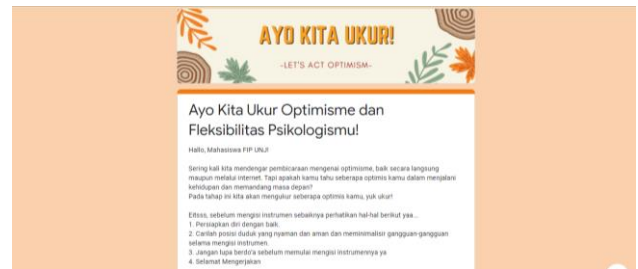 AYO KITA UKUR!
-LET'S ACT OPTIMISM-
Ayo Kita Ukur Optimisme dan
Fleksibilitas Psikologismu!
Hallo, Mahasiswa FIP UNJ!
Sering kali kita mendengar pembicaraan mengenai optimisme, baik secara langsung
maupun melalui internet. Tapi apakah kamu tahu seberapa optimis kamu dalam menjalani
kehidupan dan memandang masa depan?
Pada tahap ini kita akan mengukur seberapa optimis kamu, yuk ukur!
Eitsss, sebelum mengisi instrumen sebaiknya perhatikan hal-hal berikut yaa...
1. Persiapkan diri dengan baik.
2. Carilah posisi duduk yang nyaman dan aman dan meminimalisir gangguan-gangguan
selama mengisi instrumen.
3. Jangan lupa berdo'a sebelum memulai mengisi instrumennya ya
4. Selamat Mengerjakan